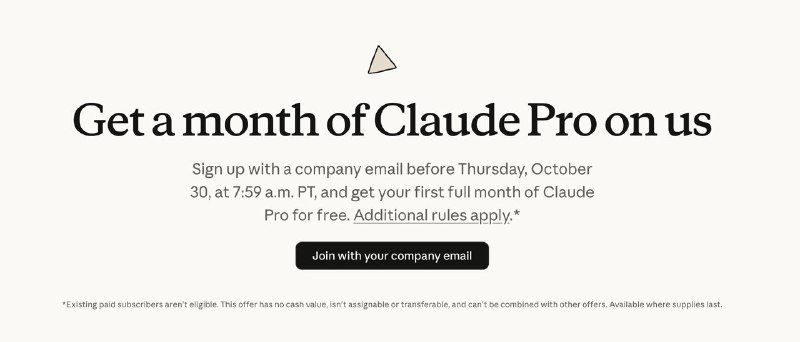 Get a month of Claude Pro on us
Sign up with a company email before Thursday, October
30, at 7:59 a.m. PT, and get your first full month of Claude
Pro for free. Additional rules apply.*
Join with your company email
*Existing paid subscribers aren't eligible. This offer has no cash value, isn't assignable or transferable, and can't be combined with other offers. Available where supplies last.